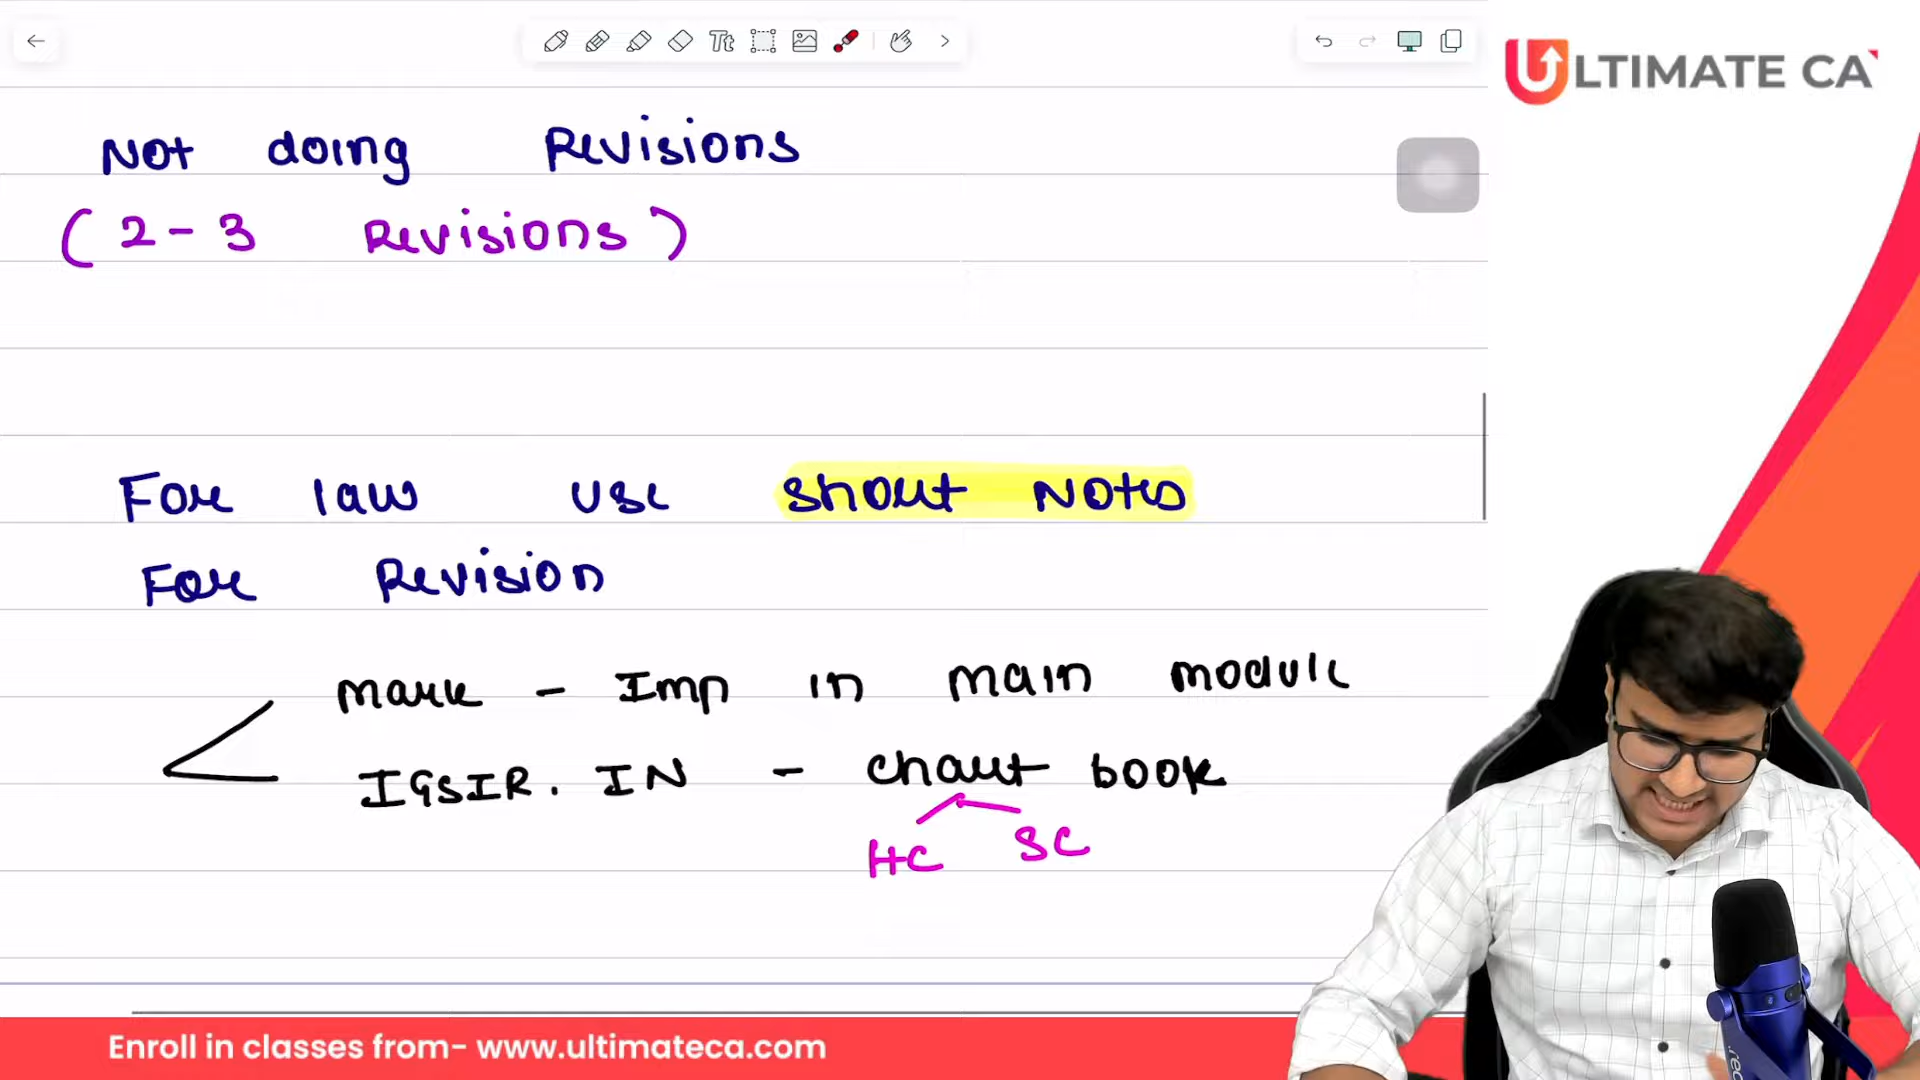 ULTIMATE CA
Not doing Revisions
(2-3 Revisions)
For law use short Notes
For Revision
Mark - Imp in main module
IGSIR.IN - chart book
HC SC
Enroll in classes from- www.ultimateca.com